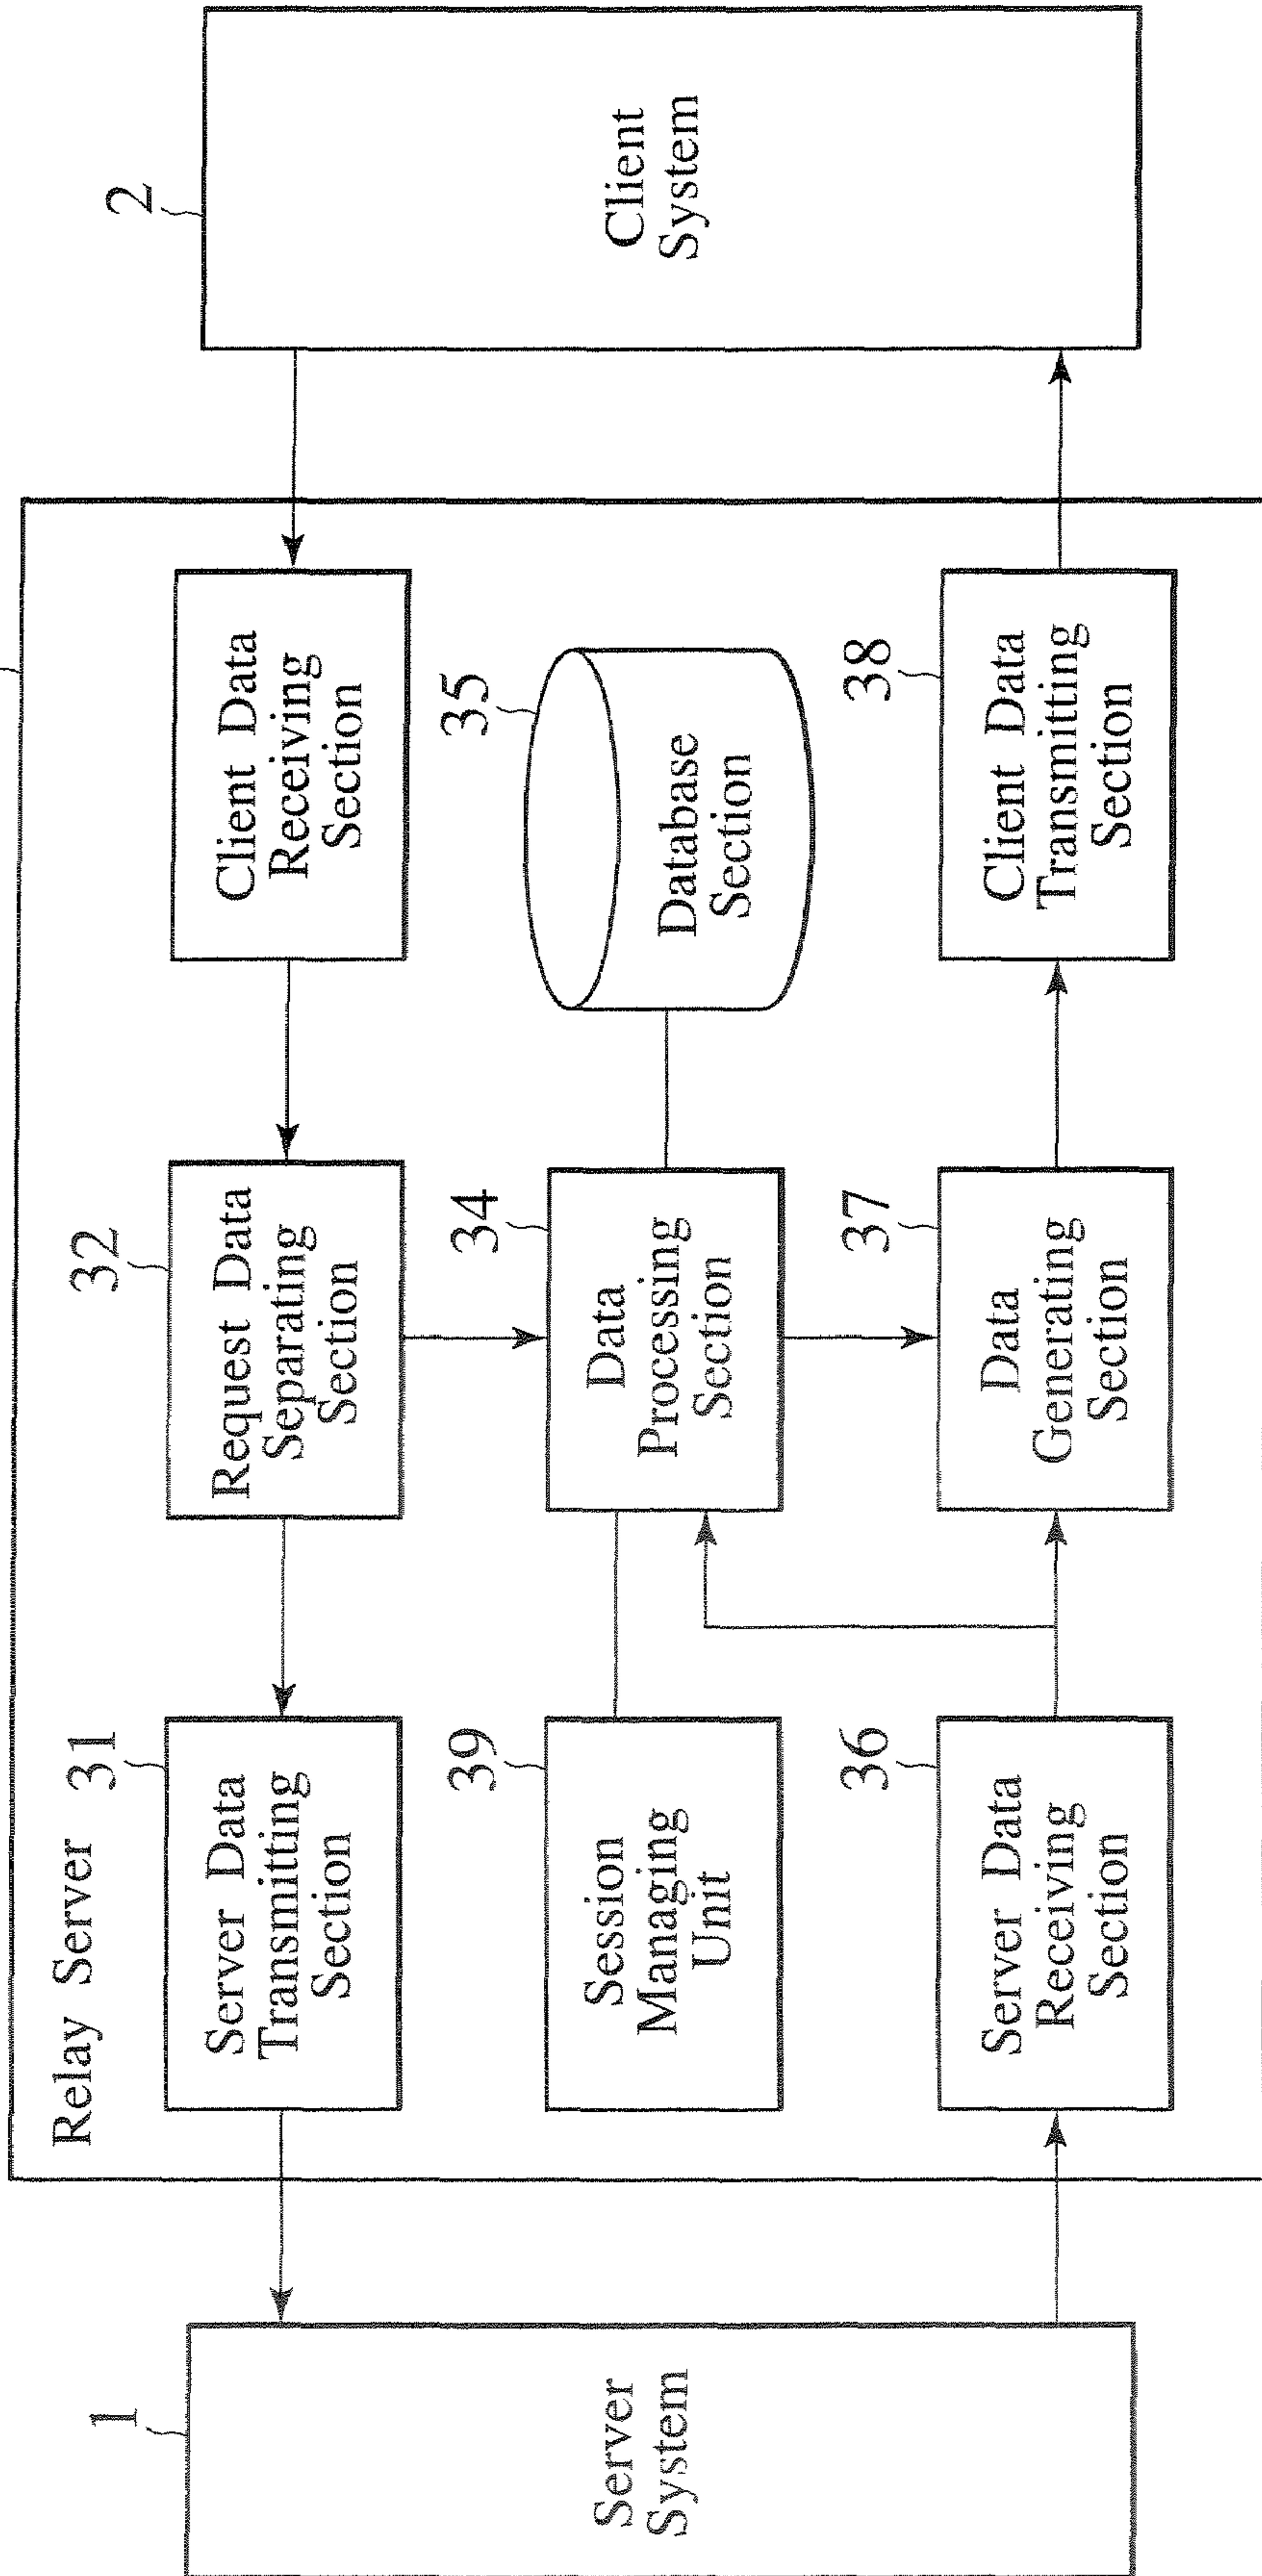 Relay Server
1
Server
System
31
Server Data
Transmitting
Section
32
Request Data
Separating
Section
Client Data
Receiving
Section
2
Client
System
39
Session
Managing
Unit
34
Data
Processing
Section
35
Database
Section
36
Server Data
Receiving
Section
37
Data
Generating
Section
38
Client Data
Transmitting
Section